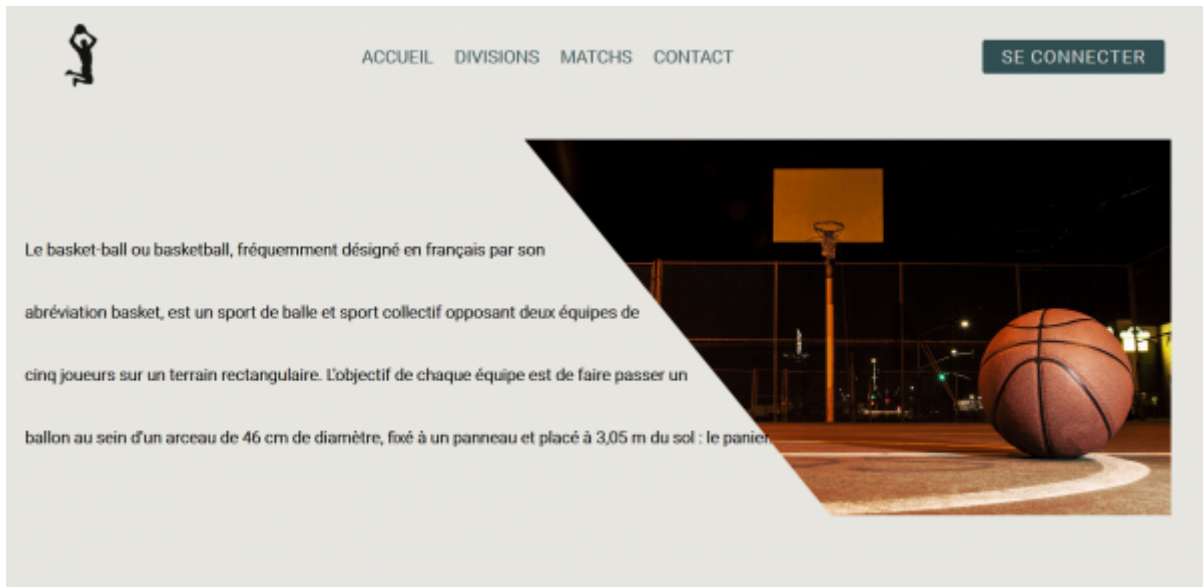 ACCUEIL DIVISIONS MATCHS CONTACT SE CONNECTER
Le basket-ball ou basketball, fréquemment désigné en français par son
abréviation basket, est un sport de balle et sport collectif opposant deux équipes de
cinq joueurs sur un terrain rectangulaire. L'objectif de chaque équipe est de faire passer un
ballon au sein d'un arceau de 46 cm de diamètre, fixé à un panneau et placé à 3,05 m du sol : le panier